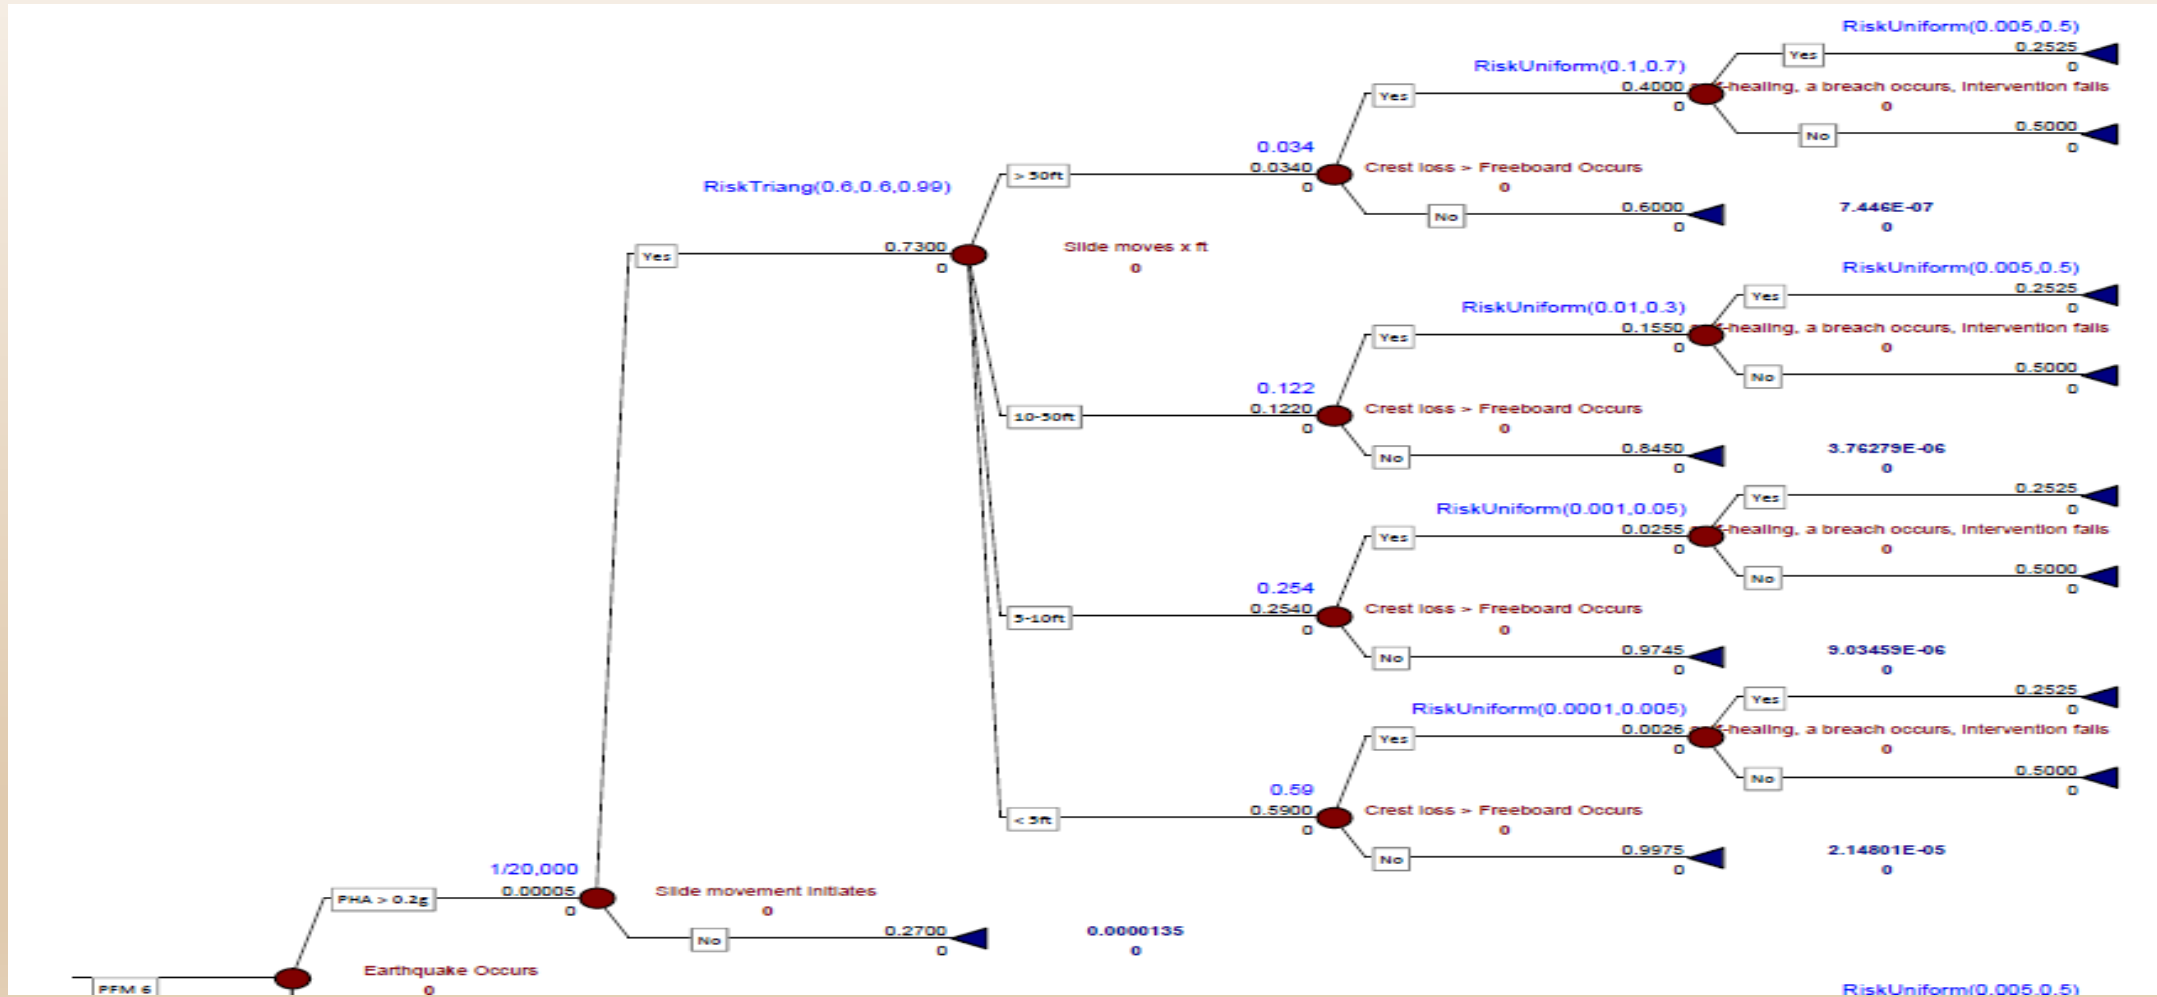 RiskUniform(0.005,0.5)
Yes
0.2525
0
RiskUniform(0.1,0.7)
Yes
0.4000
0
-healing, a breach occurs, intervention fails
0
No
0.5000
0
0.034
> 50ft
0.0340
0
Crest loss > Freeboard Occurs
0
No
0.6000
0
7.446E-07
0
RiskTriang(0.6,0.6,0.99)
Yes
0.7300
0
Slide moves x ft
0
RiskUniform(0.005,0.5)
Yes
0.2525
0
RiskUniform(0.01,0.3)
Yes
0.1550
0
-healing, a breach occurs, intervention fails
0
No
0.5000
0
0.122
10-50ft
0.1220
0
Crest loss > Freeboard Occurs
0
No
0.8450
0
3.76279E-06
0
Yes
0.2525
0
RiskUniform(0.001,0.05)
Yes
0.0255
0
-healing, a breach occurs, intervention fails
0
No
0.5000
0
0.254
5-10ft
0.2540
0
Crest loss > Freeboard Occurs
0
No
0.9745
0
9.03459E-06
0
Yes
0.2525
0
RiskUniform(0.0001,0.005)
Yes
0.0026
0
-healing, a breach occurs, intervention fails
0
No
0.5000
0
0.59
< 5ft
0.5900
0
Crest loss > Freeboard Occurs
0
No
0.9975
0
2.14801E-05
0
1/20,000
PHA > 0.2g
0.00005
0
Slide movement initiates
0
No
0.2700
0
0.0000135
0
PFM 6
Earthquake Occurs
0
RiskUniform(0.005,0.5)